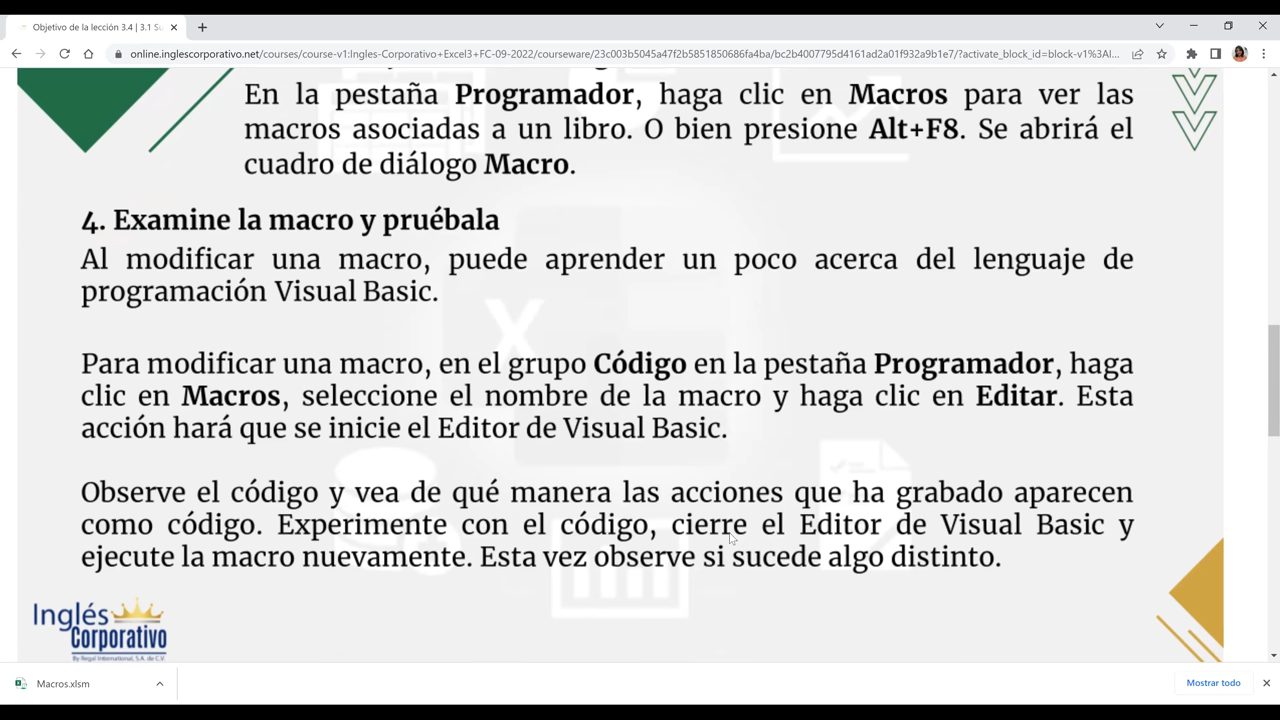 Objetivo de la lección 3.4 | 3.1 Su
online.inglescorporativo.net/courses/course-v1:Ingles-Corporativo+Excel3+FC-09-2022/courseware/23c003b5045a47f2b5851850586fa4ba/bc2b4007795d4161ad2a01f932a9b1e7/?activate_block_id=block-v1%3AI...
En la pestaña Programador, haga clic en Macros para ver las
macros asociadas a un libro. O bien presione Alt+F8. Se abrirá el
cuadro de diálogo Macro.
4. Examine la macro y pruébala
Al modificar una macro, puede aprender un poco acerca del lenguaje de
programación Visual Basic.
Para modificar una macro, en el grupo Código en la pestaña Programador, haga
clic en Macros, seleccione el nombre de la macro y haga clic en Editar. Esta
acción hará que se inicie el Editor de Visual Basic.
Observe el código y vea de qué manera las acciones que ha grabado aparecen
como código. Experimente con el código, cierre el Editor de Visual Basic y
ejecute la macro nuevamente. Esta vez observe si sucede algo distinto.
Inglés
Corporativo
By Regal International, S.A. de C.V.
Macros.xlsm
Mostrar todo